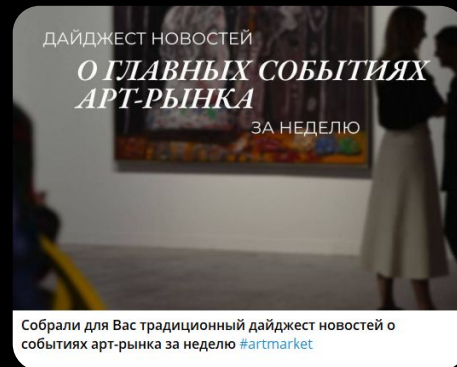 ДАЙДЖЕСТ НОВОСТЕЙ
О ГЛАВНЫХ СОБЫТИЯХ
АРТ-РЫНКА
ЗА НЕДЕЛЮ
Собрали для Вас традиционный дайджест новостей о
событиях арт-рынка за неделю #artmarket